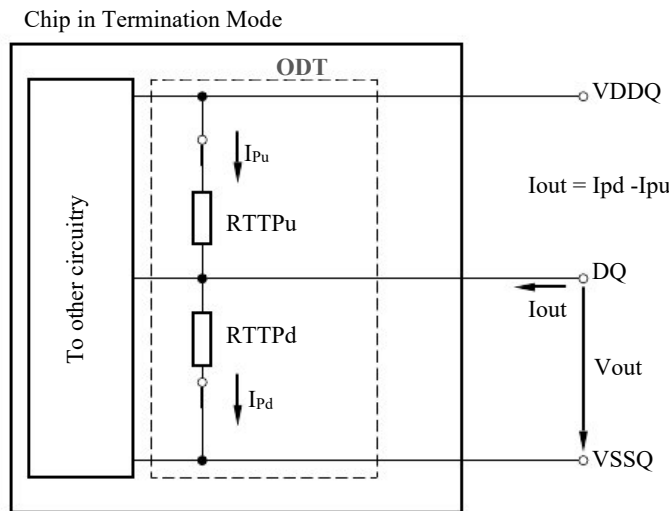 Chip in Termination Mode
ODT
VDDQ
IPu
Iout = Ipd -Ipu
RTTPu
To other circuitry
DQ
Iout
RTTPd
Vout
IPd
VSSQ